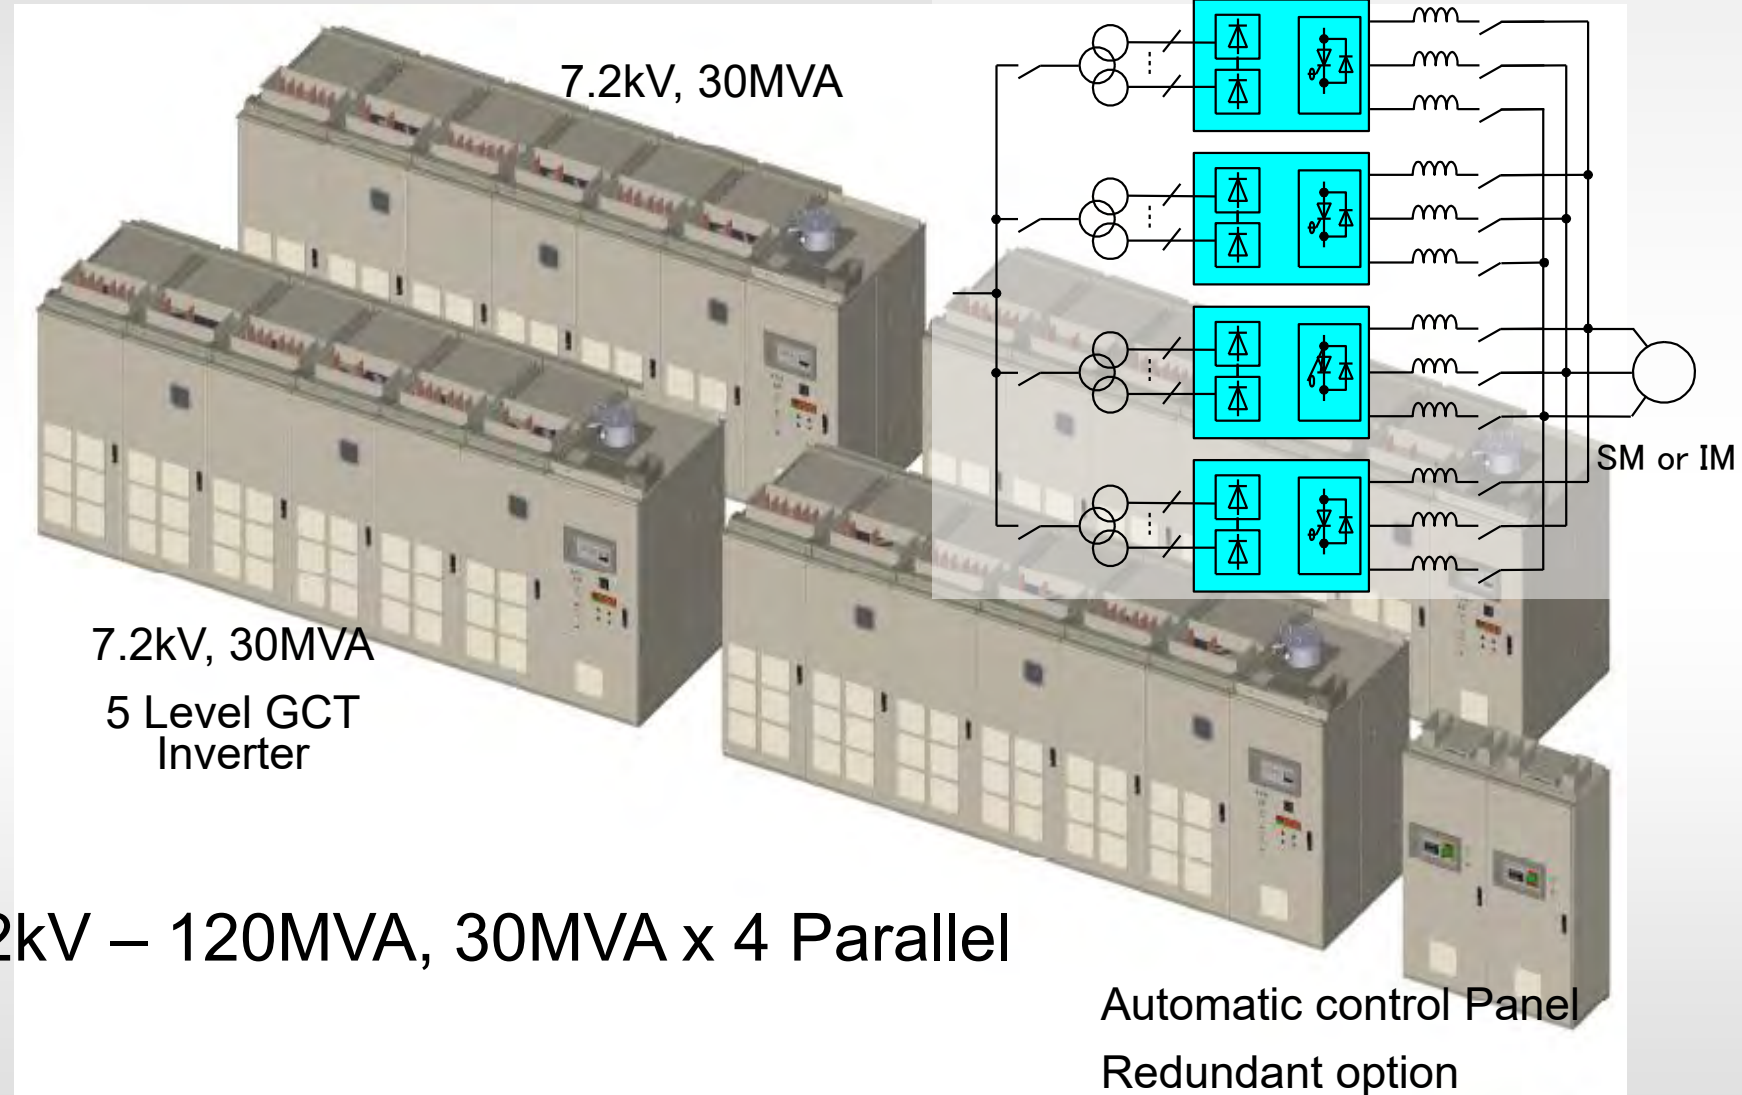 7.2kV, 30MVA
SM or IM
7.2kV, 30MVA
5 Level GCT
Inverter
2kV – 120MVA, 30MVA x 4 Parallel
Automatic control Panel
Redundant option